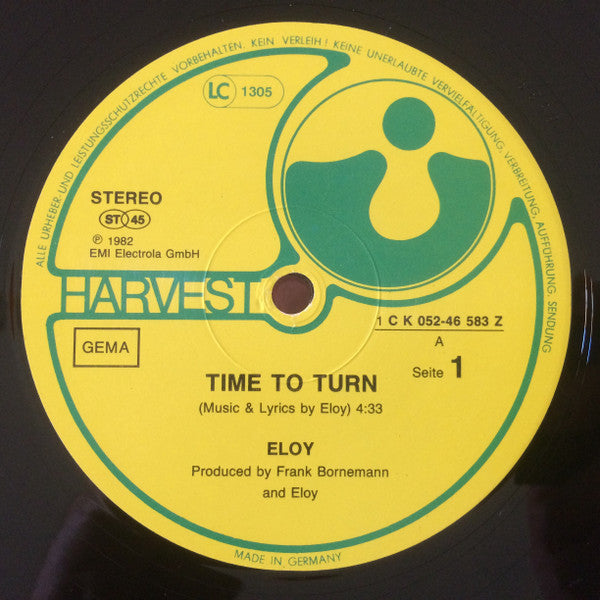 ALLE URHEBER- UND LEISTUNGSSCHUTZRECHTE VORBEHALTEN. KEIN VERLEIH! KEINE UNERLAUBTE VERVIELFÄLTIGUNG, VERBREITUNG, AUFFÜHRUNG, SENDUNG
LC 1305
STEREO
ST 45
℗ 1982
EMI Electrola GmbH
HARVEST
GEMA
1 C K 052-46 583 Z
A
Seite 1
TIME TO TURN
(Music & Lyrics by Eloy) 4:33
ELOY
Produced by Frank Bornemann
and Eloy
MADE IN GERMANY